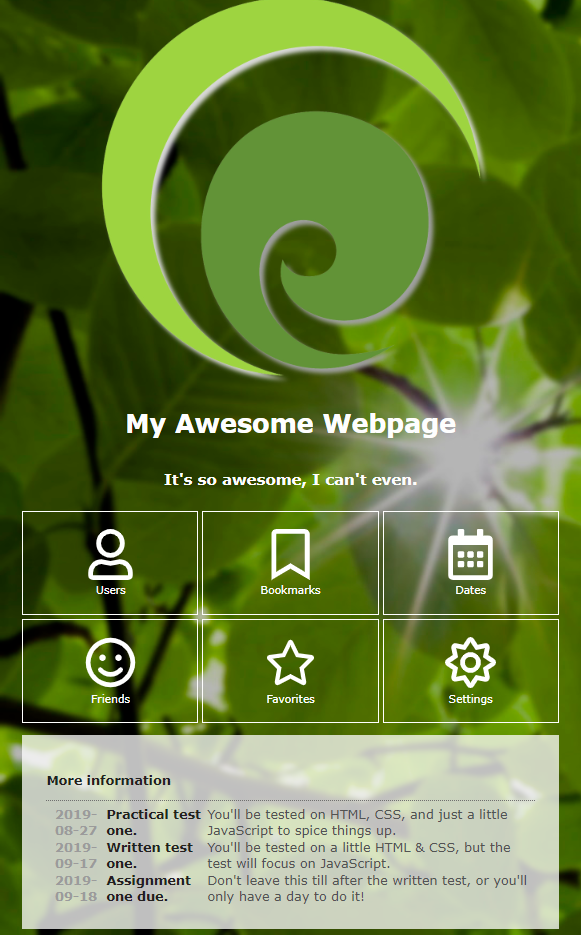 My Awesome Webpage
It's so awesome, I can't even.
Users
Bookmarks
Dates
Friends
Favorites
Settings
More information
2019- Practical test You'll be tested on HTML, CSS, and just a little
08-27 one. JavaScript to spice things up.
2019- Written test You'll be tested on a little HTML & CSS, but the
09-17 one. test will focus on JavaScript.
2019- Assignment Don't leave this till after the written test, or you'll
09-18 one due. only have a day to do it!